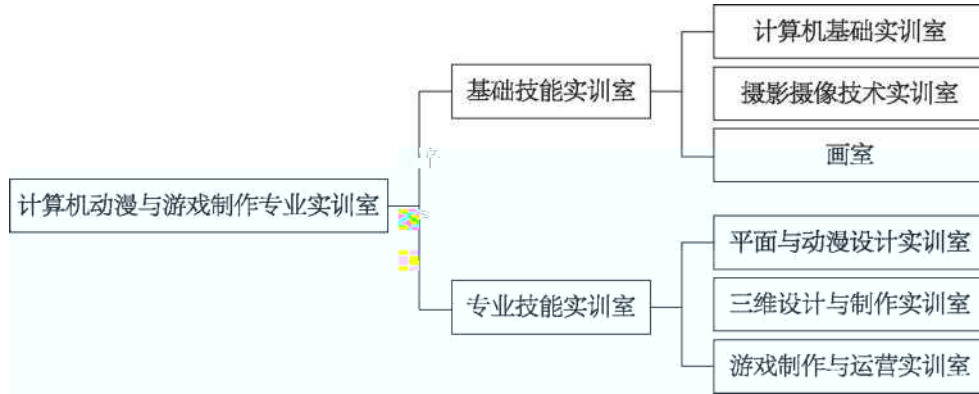 计算机动漫与游戏制作专业实训室
基础技能实训室
计算机基础实训室
摄影摄像技术实训室
画室
专业技能实训室
平面与动漫设计实训室
三维设计与制作实训室
游戏制作与运营实训室